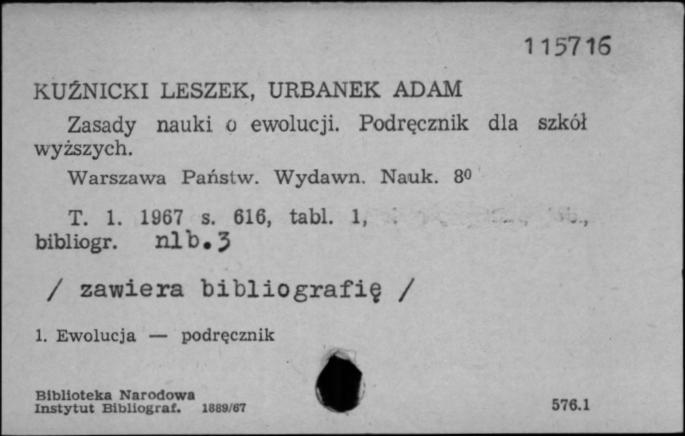 115716
KUŹNICKI LESZEK, URBANEK ADAM
Zasady nauki o ewolucji. Podręcznik dla szkół
wyższych.
Warszawa Państw. Wydawn. Nauk. 8⁰
T. 1. 1967 s. 616, tabl. 1,
bibliogr. nlb.3
/ zawiera bibliografię /
1. Ewolucja — podręcznik
Biblioteka Narodowa
Instytut Bibliograf. 1889/67
576.1